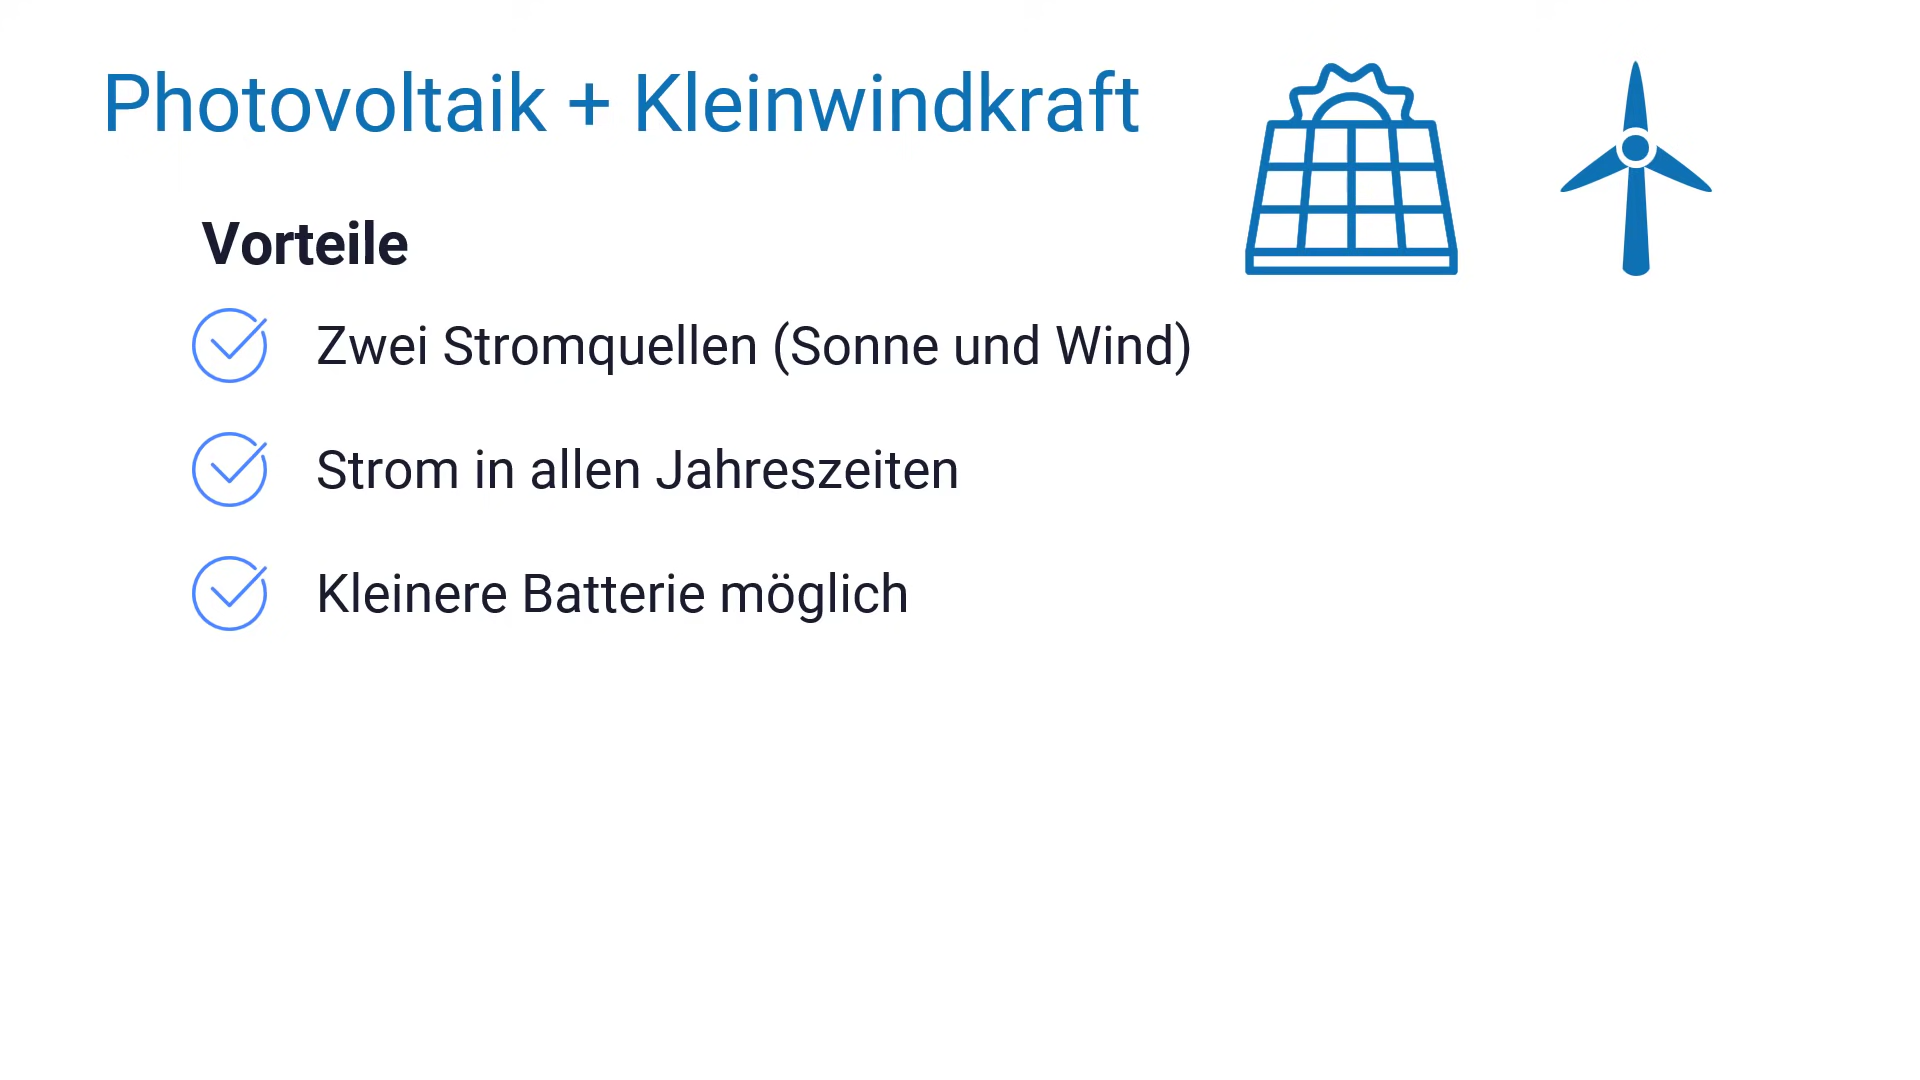 Photovoltaik + Kleinwindkraft
Vorteile
Zwei Stromquellen (Sonne und Wind)
Strom in allen Jahreszeiten
Kleinere Batterie möglich